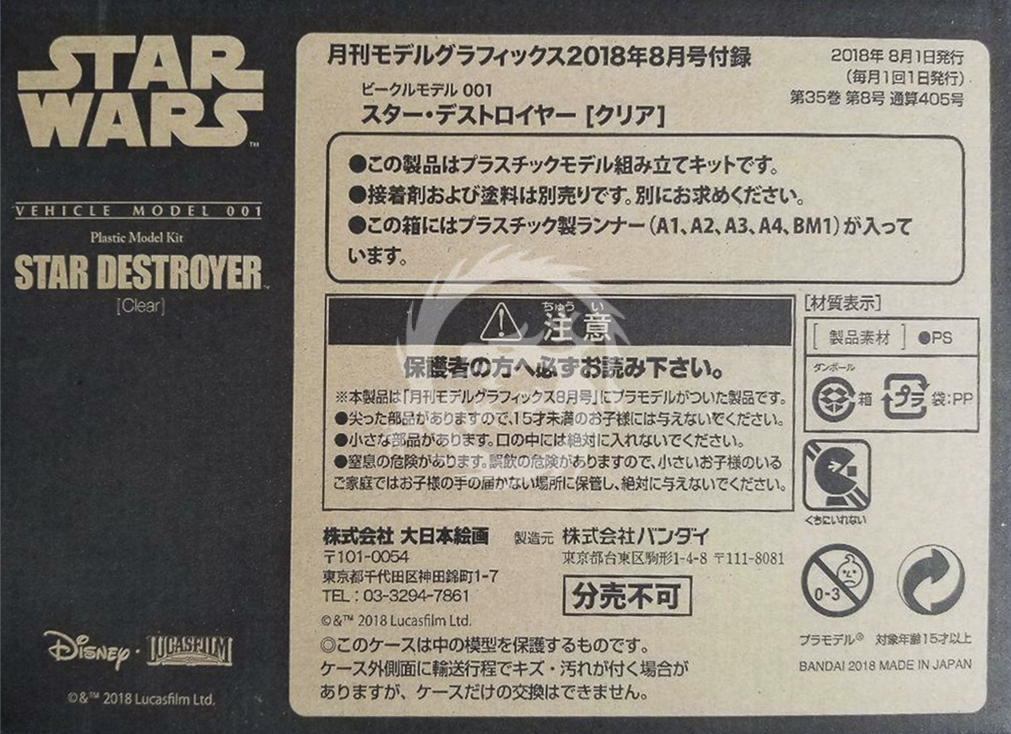 STAR
WARS™
VEHICLE MODEL 001
Plastic Model Kit
STAR DESTROYER™
[Clear]
Disney · LUCASFILM
©&™ 2018 Lucasfilm Ltd.
月刊モデルグラフィックス2018年8月号付録
ビークルモデル 001
スター・デストロイヤー [クリア]
2018年 8月1日発行
(毎月1回1日発行)
第35巻 第8号 通算405号
●この製品はプラスチックモデル組み立てキットです。
●接着剤および塗料は別売りです。別にお求めください。
●この箱にはプラスチック製ランナー(A1、A2、A3、A4、BM1)が入って
います。
ちゅう い
注意
保護者の方へ必ずお読み下さい。
※本製品は「月刊モデルグラフィックス8月号」にプラモデルがついた製品です。
●尖った部品がありますので、15才未満のお子様には与えないでください。
●小さな部品があります。口の中には絶対に入れないでください。
●窒息の危険があります。誤飲の危険がありますので、小さいお子様のいる
ご家庭ではお子様の手の届かない場所に保管し、絶対に与えないでください。
[材質表示]
[ 製品素材 ] ●PS
ダンボール
箱 プラ 袋:PP
くちにいれない
株式会社 大日本絵画
〒101-0054
東京都千代田区神田錦町1-7
TEL : 03-3294-7861
©&™ 2018 Lucasfilm Ltd.
製造元 株式会社バンダイ
東京都台東区駒形1-4-8 〒111-8081
分売不可
◎このケースは中の模型を保護するものです。
ケース外側面に輸送行程でキズ・汚れが付く場合が
ありますが、ケースだけの交換はできません。
0-3
プラモデル® 対象年齢15才以上
BANDAI 2018 MADE IN JAPAN